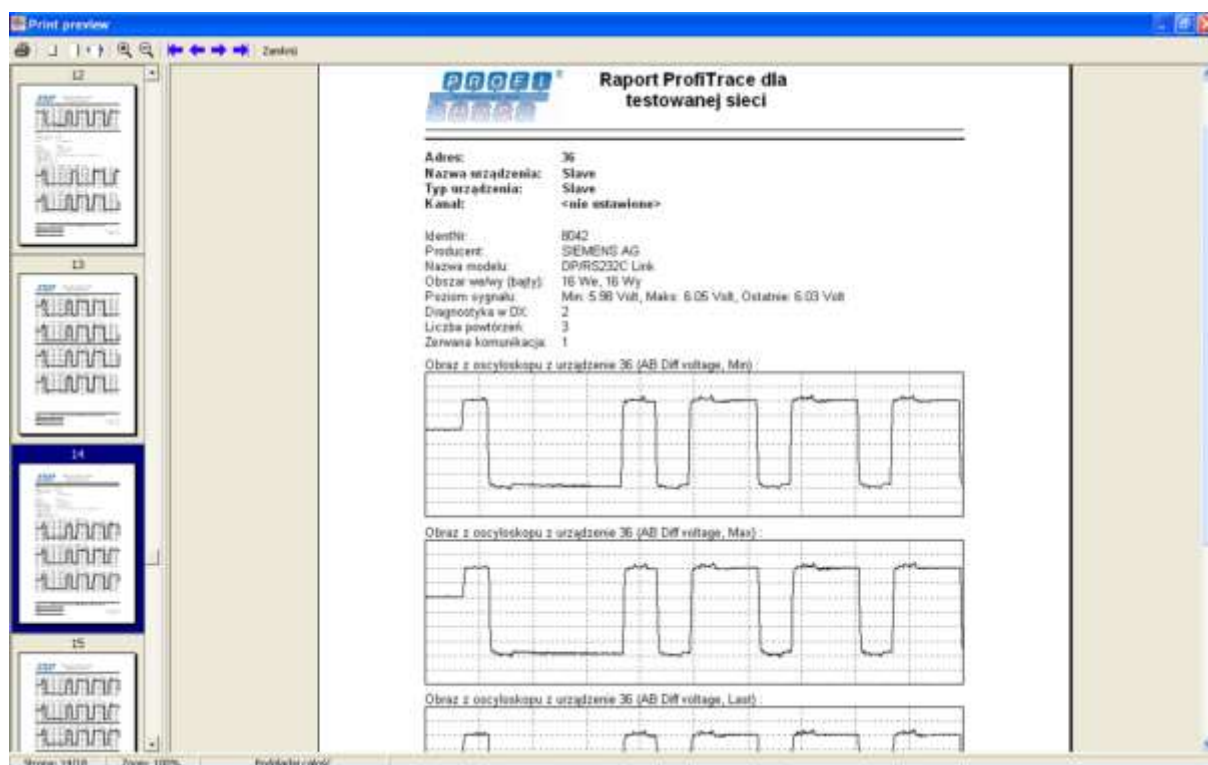 Print preview
Zamknij
12
13
14
15
PROFI
Raport ProfiTrace dla
testowanej sieci
Adres: 36
Nazwa urządzenia: Slave
Typ urządzenia: Slave
Kanał: <nie ustawione>
IdentNr: 8042
Producent: SIEMENS AG
Nazwa modelu: DP/RS232C Link
Obszar we/wy (bajty): 16 We, 16 Wy
Poziom sygnału: Min: 5.98 Volt, Maks: 6.05 Volt, Ostatnie: 6.03 Volt
Diagnostyka w DX: 2
Liczba powtórzeń: 3
Zerwana komunikacja: 1
Obraz z oscyloskopu z urządzenie 36 (AB Diff voltage, Min) :
Obraz z oscyloskopu z urządzenie 36 (AB Diff voltage, Max) :
Obraz z oscyloskopu z urządzenie 36 (AB Diff voltage, Last) :
Zoom: 100%